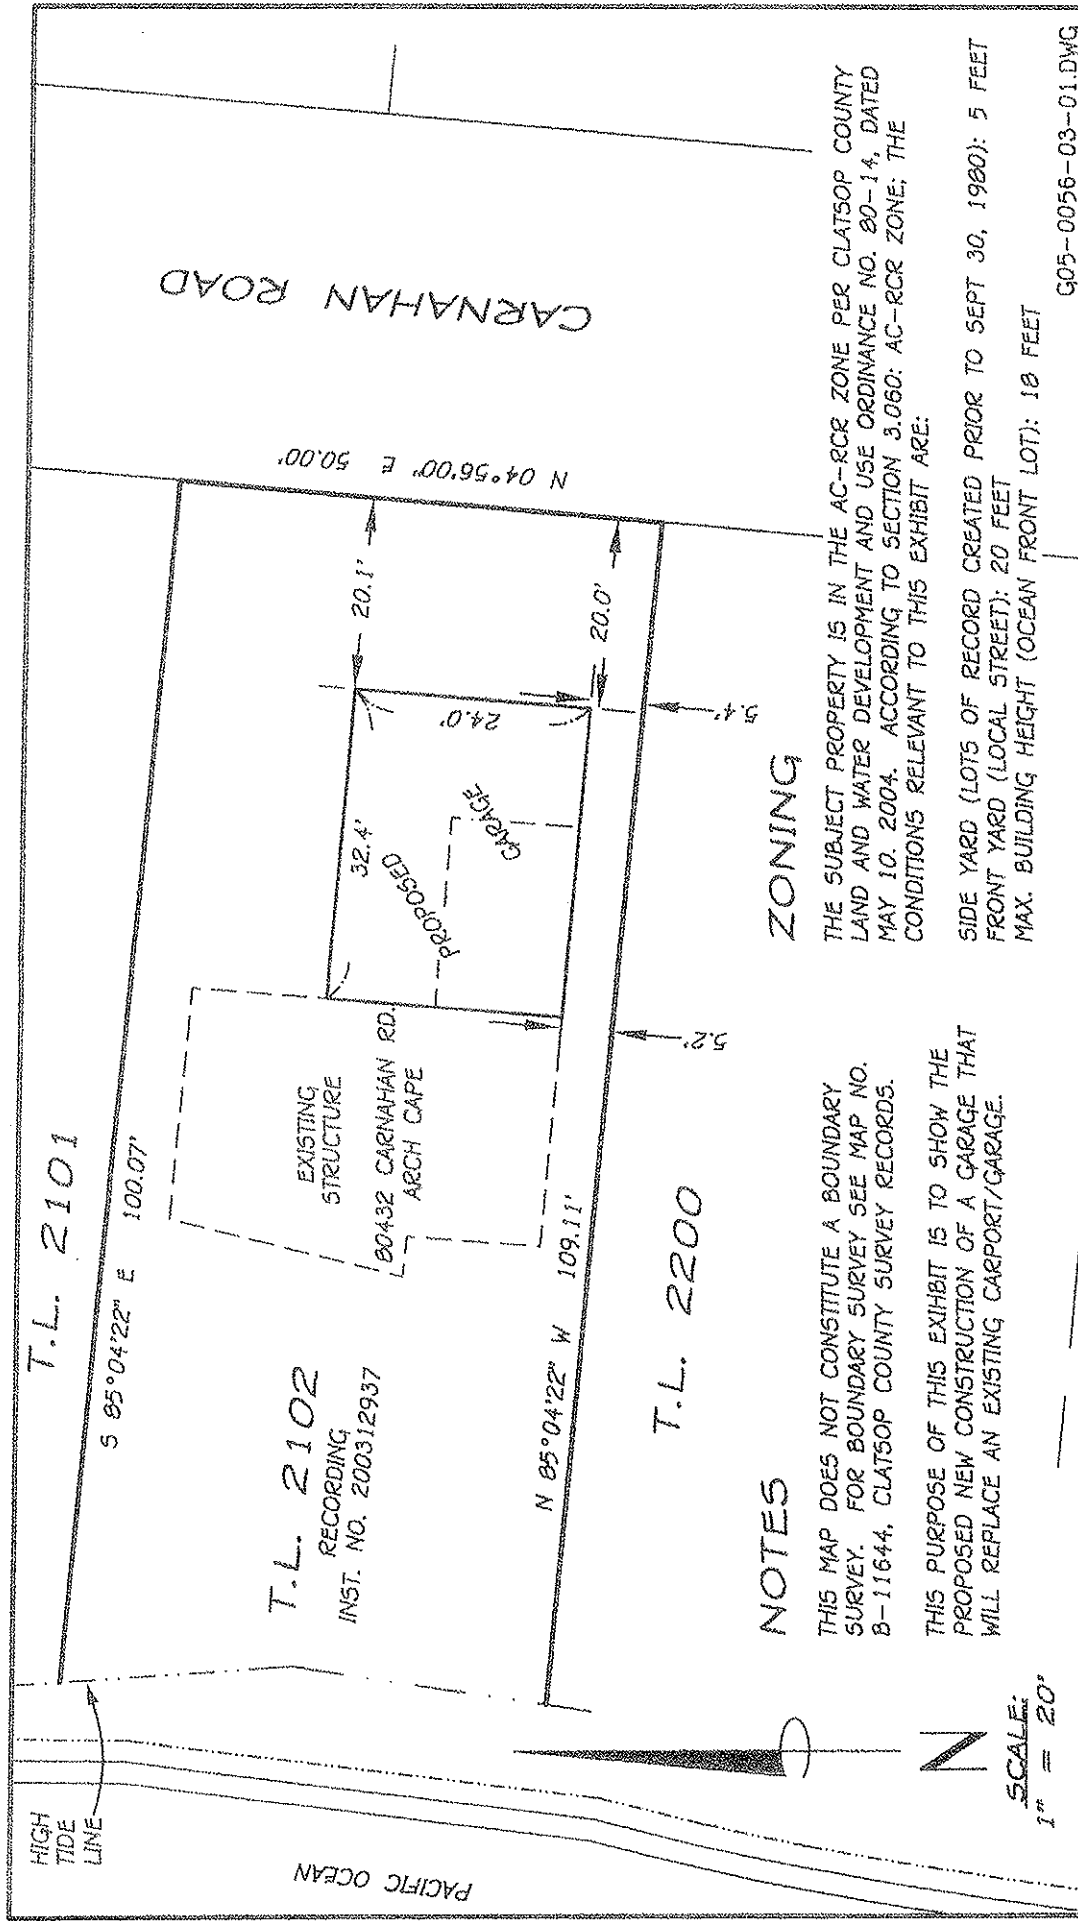 HIGH
TIDE
LINE
PACIFIC OCEAN
T.L. 2101
S 85°04'22" E 100.07'
T.L. 2102
RECORDING
INST. NO. 200312937
EXISTING
STRUCTURE
80432 CARNAHAN RD.
ARCH CAPE
PROPOSED
GARAGE
32.4'
24.0'
20.1'
20.0'
5.4'
5.2'
N 04°56'00" E 50.00'
CARNAHAN ROAD
N 85°04'22" W 109.11'
T.L. 2200
N
SCALE:
1" = 20'
NOTES
THIS MAP DOES NOT CONSTITUTE A BOUNDARY
SURVEY. FOR BOUNDARY SURVEY SEE MAP NO.
B-11644, CLATSOP COUNTY SURVEY RECORDS.
THIS PURPOSE OF THIS EXHIBIT IS TO SHOW THE
PROPOSED NEW CONSTRUCTION OF A GARAGE THAT
WILL REPLACE AN EXISTING CARPORT/GARAGE.
ZONING
THE SUBJECT PROPERTY IS IN THE AC-RCR ZONE PER CLATSOP COUNTY
LAND AND WATER DEVELOPMENT AND USE ORDINANCE NO. 80-14, DATED
MAY 10, 2004. ACCORDING TO SECTION 3.060: AC-RCR ZONE; THE
CONDITIONS RELEVANT TO THIS EXHIBIT ARE:
SIDE YARD (LOTS OF RECORD CREATED PRIOR TO SEPT 30, 1980): 5 FEET
FRONT YARD (LOCAL STREET): 20 FEET
MAX. BUILDING HEIGHT (OCEAN FRONT LOT): 18 FEET
G05-0056-03-01.DWG